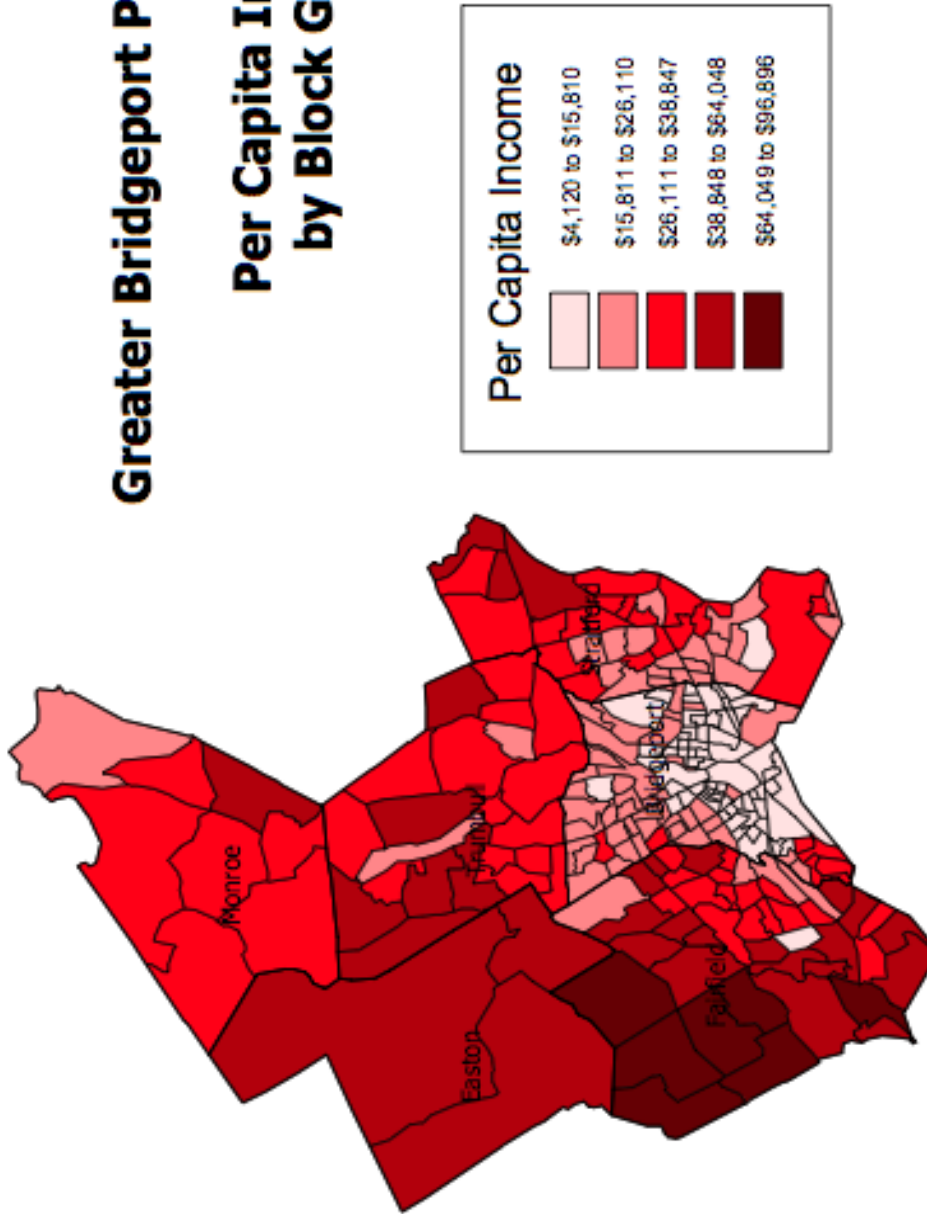 Greater Bridgeport P
Per Capita I
by Block G
Per Capita Income
$4,120 to $15,810
$15,811 to $26,110
$26,111 to $38,847
$38,848 to $64,048
$64,049 to $96,896
Monroe
Trumbull
Easton
Stratford
Bridgeport
Fairfield